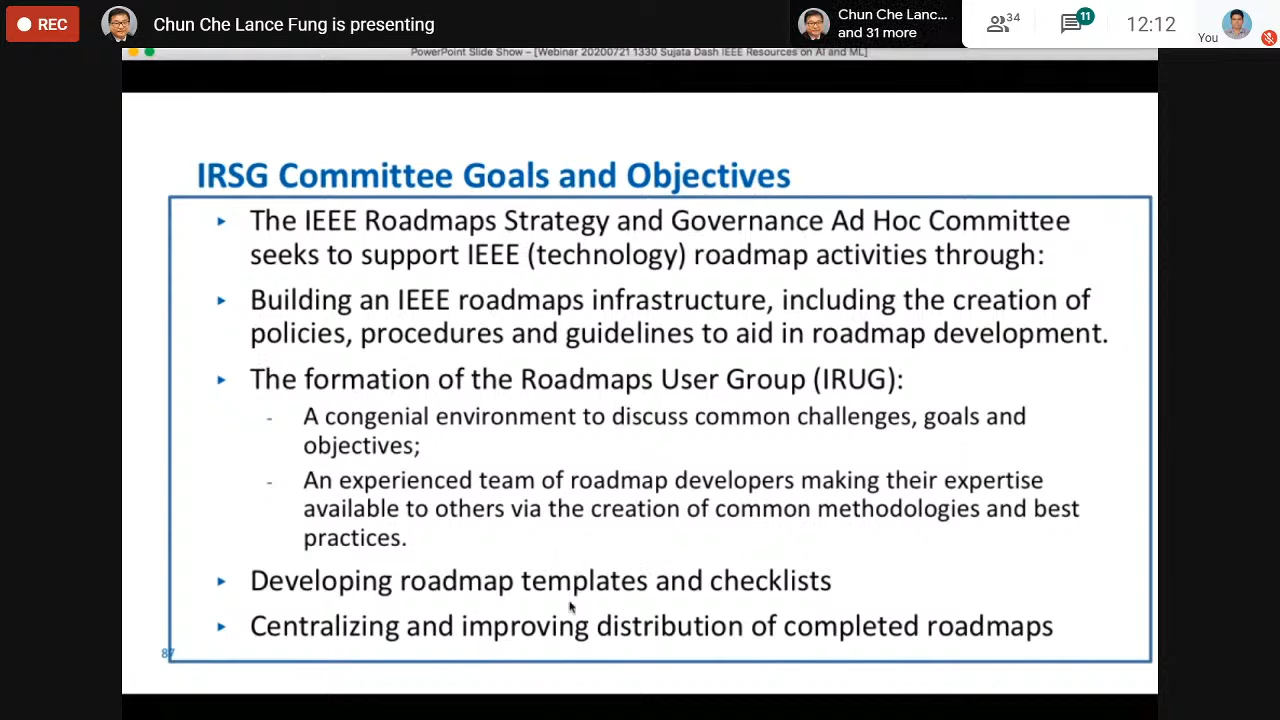 REC
Chun Che Lance Fung is presenting
Chun Che Lanc...
and 31 more
34
11
12:12
You
PowerPoint Slide Show – [Webinar 20200721 1330 Sujata Dash IEEE Resources on AI and ML]
IRSG Committee Goals and Objectives
▸ The IEEE Roadmaps Strategy and Governance Ad Hoc Committee
seeks to support IEEE (technology) roadmap activities through:
▸ Building an IEEE roadmaps infrastructure, including the creation of
policies, procedures and guidelines to aid in roadmap development.
▸ The formation of the Roadmaps User Group (IRUG):
- A congenial environment to discuss common challenges, goals and
objectives;
- An experienced team of roadmap developers making their expertise
available to others via the creation of common methodologies and best
practices.
▸ Developing roadmap templates and checklists
▸ Centralizing and improving distribution of completed roadmaps
87